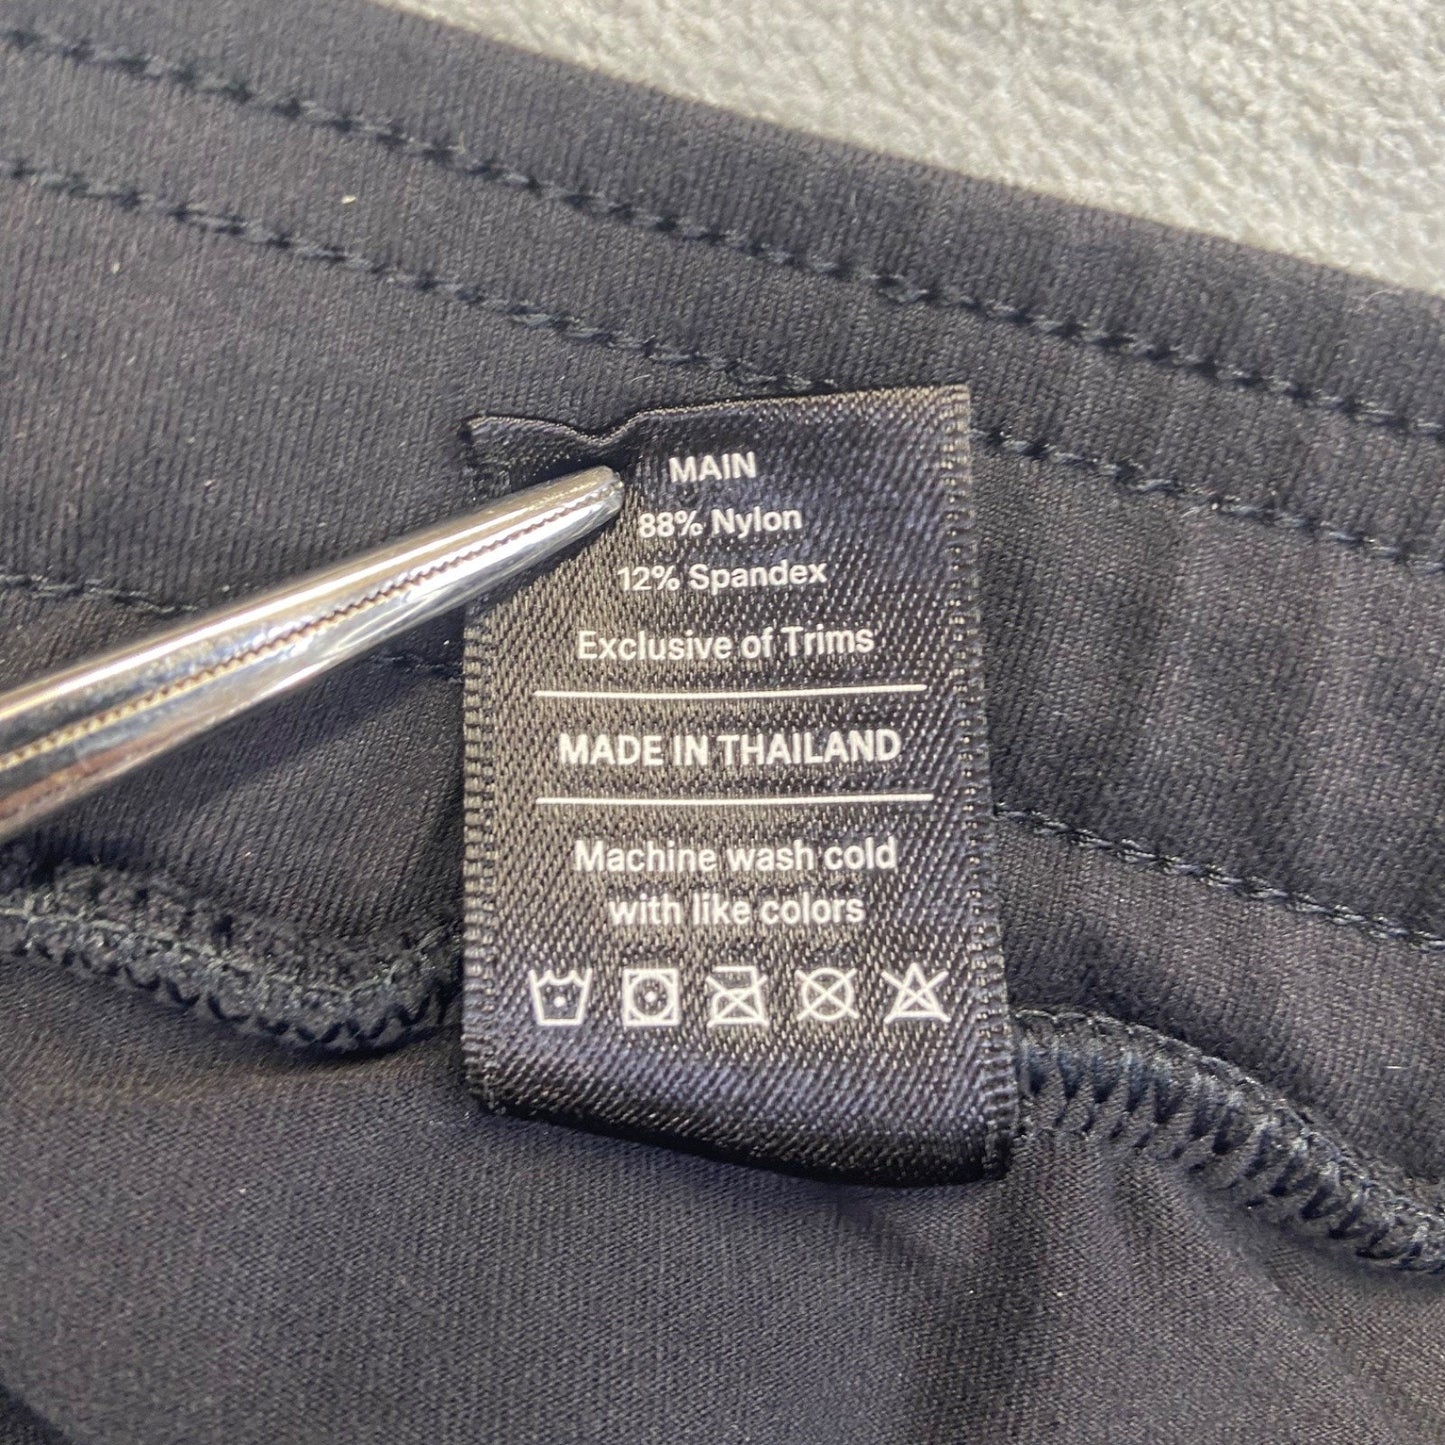 MAIN
88% Nylon
12% Spandex
Exclusive of Trims
MADE IN THAILAND
Machine wash cold
with like colors